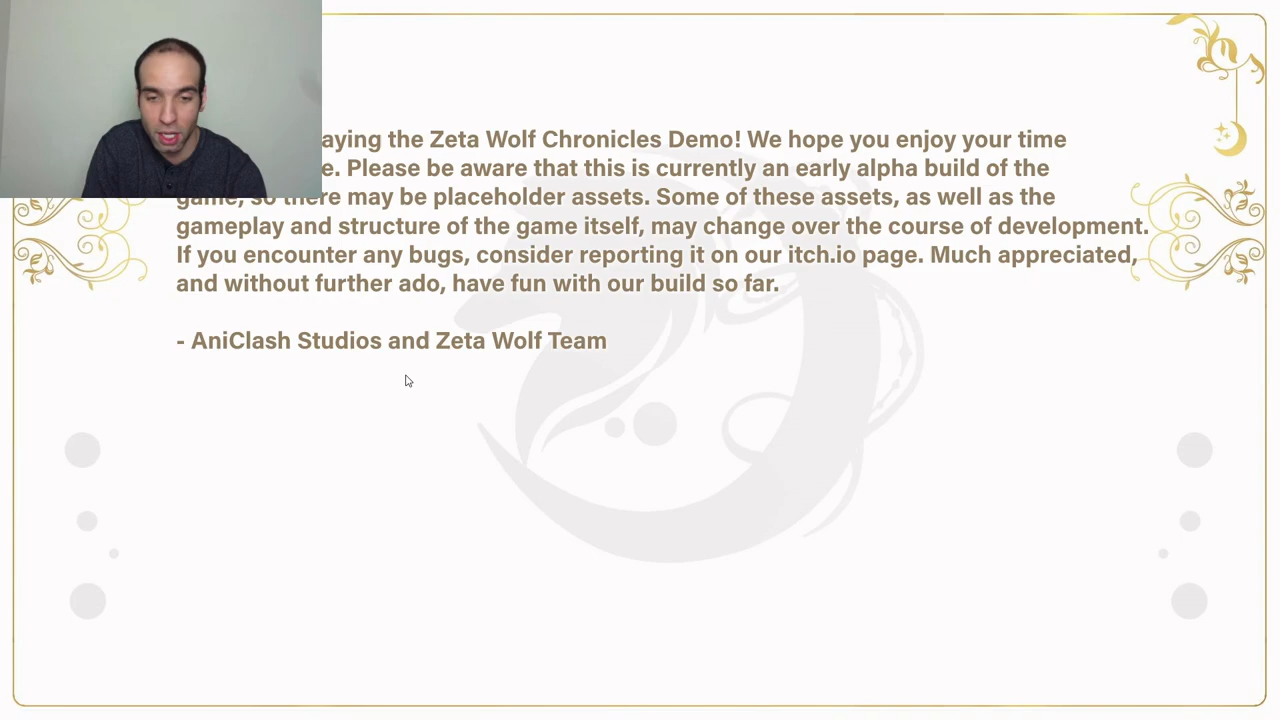 aying the Zeta Wolf Chronicles Demo! We hope you enjoy your time
e. Please be aware that this is currently an early alpha build of the
game, so there may be placeholder assets. Some of these assets, as well as the
gameplay and structure of the game itself, may change over the course of development.
If you encounter any bugs, consider reporting it on our itch.io page. Much appreciated,
and without further ado, have fun with our build so far.
- AniClash Studios and Zeta Wolf Team